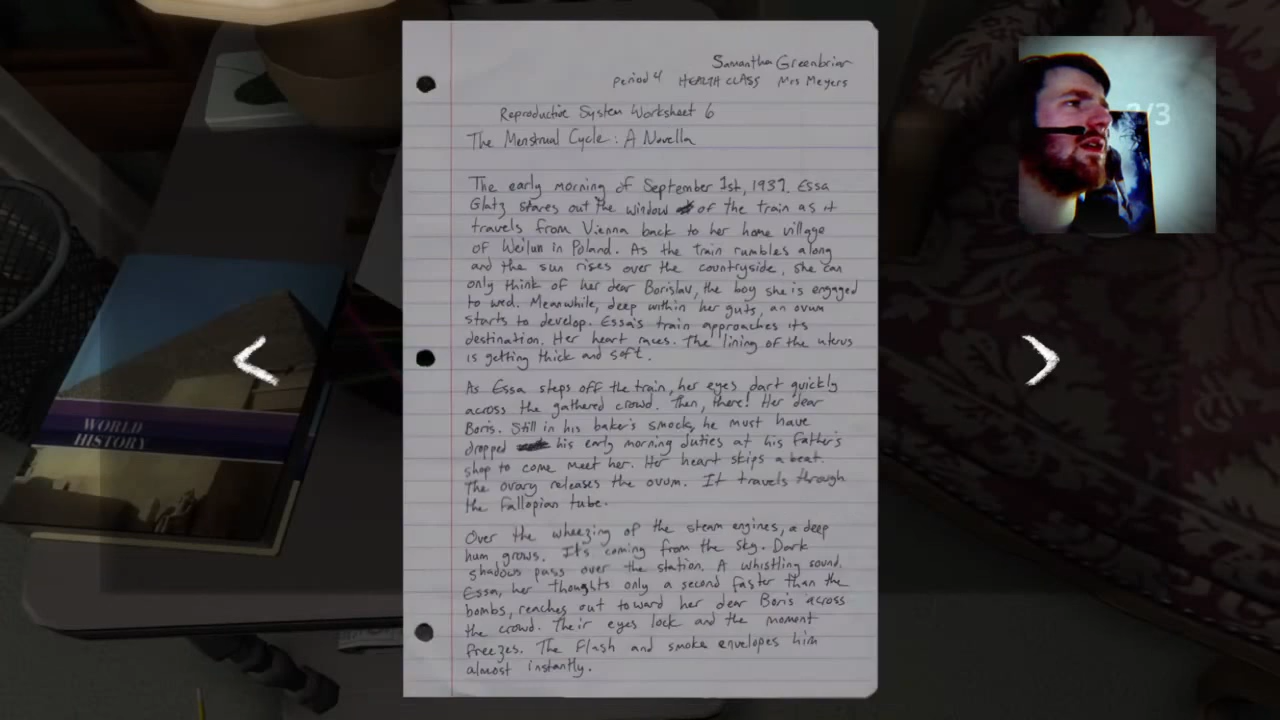 Samantha Greenbriar
period 4 HEALTH CLASS Mrs Meyers
Reproductive System Worksheet 6
The Menstrual Cycle: A Novella
The early morning of September 1st, 1939. Essa
Glatz stares out the window of the train as it
travels from Vienna back to her home village
of Weilun in Poland. As the train rumbles along
and the sun rises over the countryside, she can
only think of her dear Borislav, the boy she is engaged
to wed. Meanwhile, deep within her guts, an ovum
starts to develop. Essa's train approaches its
destination. Her heart races. The lining of the uterus
is getting thick and soft.
As Essa steps off the train, her eyes dart quickly
across the gathered crowd. Then, there! Her dear
Boris. Still in his baker's smock, he must have
dropped his early morning duties at his father's
shop to come meet her. Her heart skips a beat.
The ovary releases the ovum. It travels through
the fallopian tube.
Over the wheezing of the steam engines, a deep
hum grows. It's coming from the sky. Dark
shadows pass over the station. A whistling sound.
Essa, her thoughts only a second faster than the
bombs, reaches out toward her dear Boris across
the crowd. Their eyes lock and the moment
freezes. The flash and smoke envelopes him
almost instantly.
WORLD
HISTORY
/3